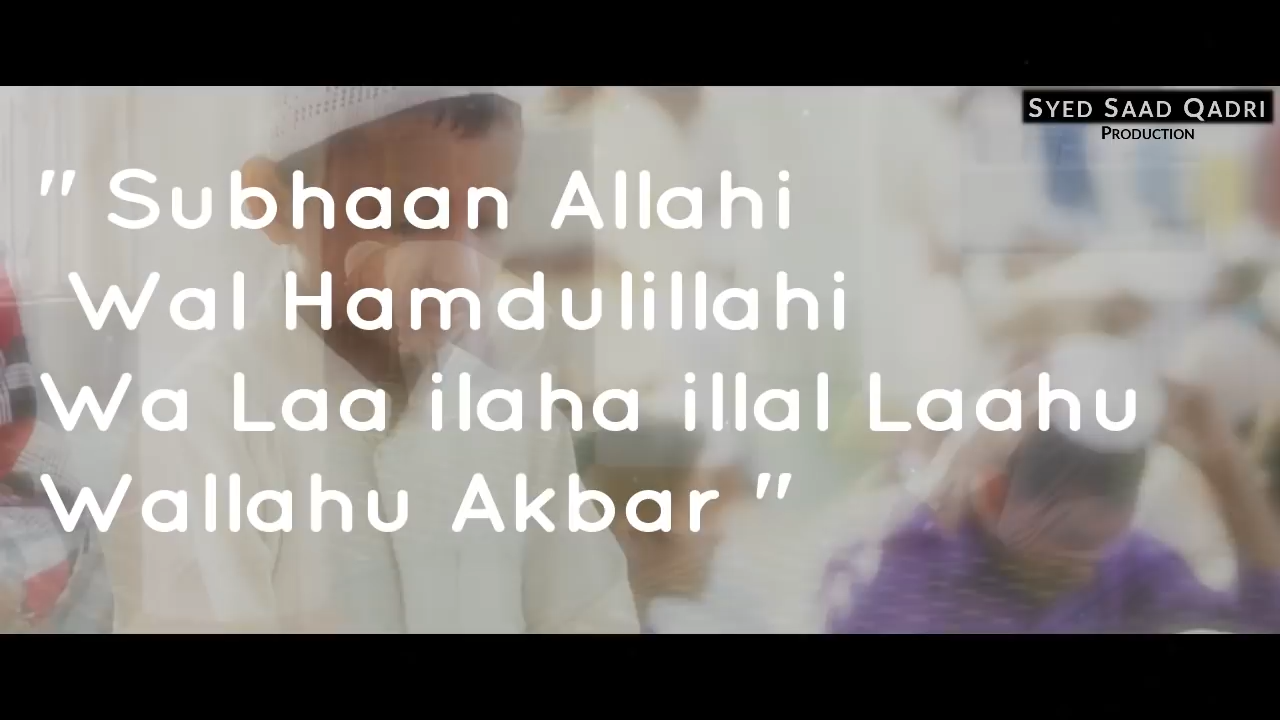 " Subhaan Allahi
Wal Hamdulillahi
Wa Laa ilaha illal Laahu
Wallahu Akbar "
SYED SAAD QADRI
PRODUCTION